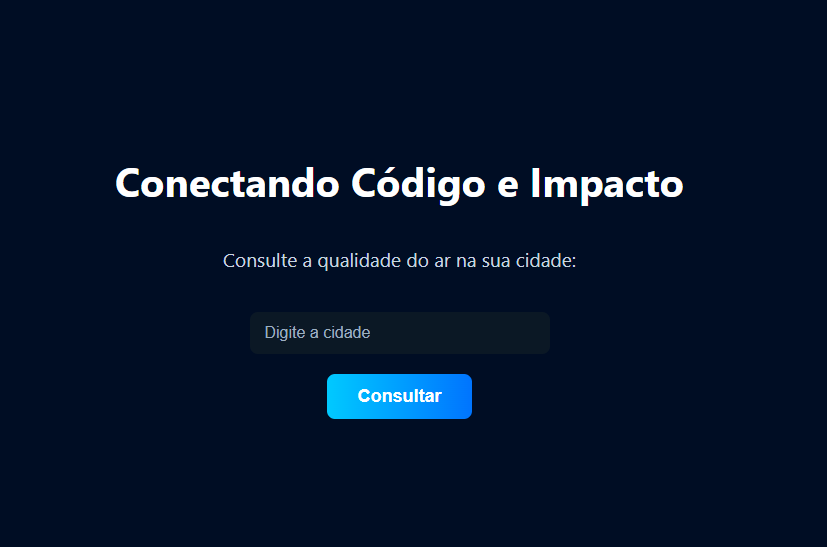 Conectando Código e Impacto
Consulte a qualidade do ar na sua cidade:
Digite a cidade
Consultar